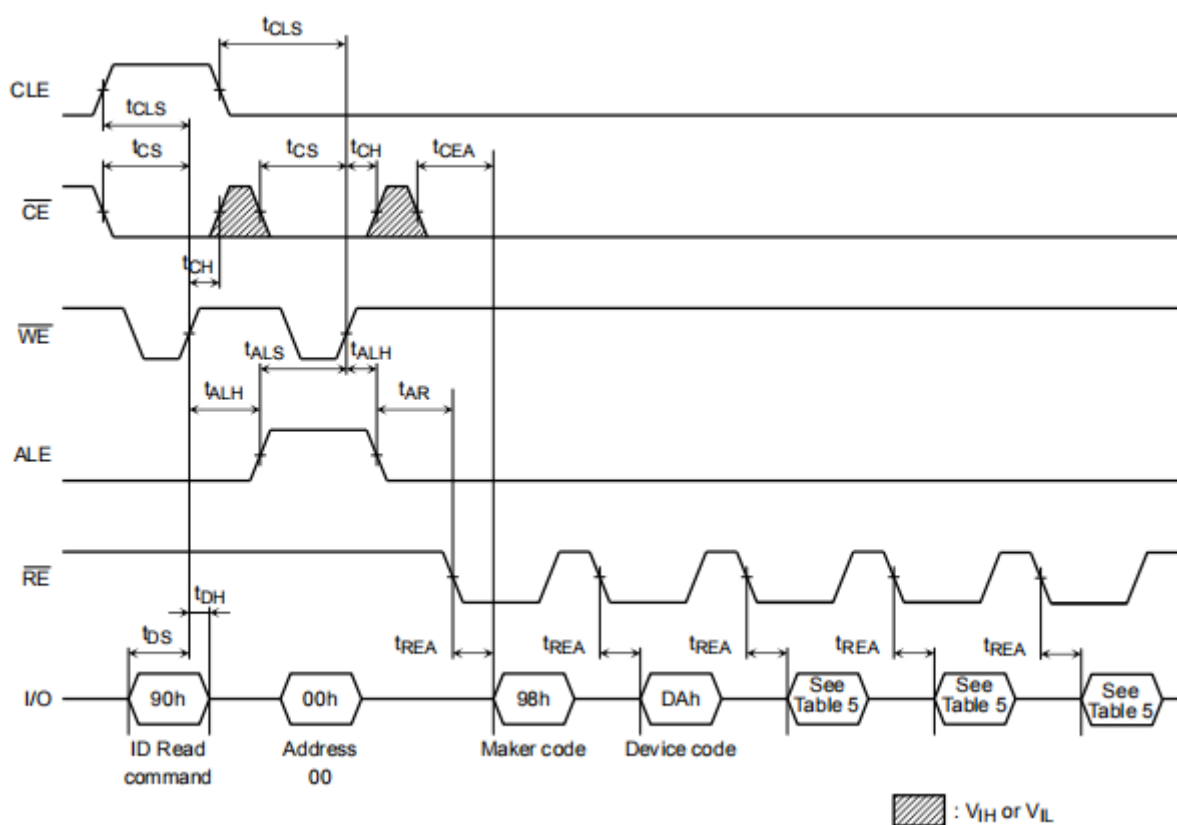 tCLS
CLE
tCLS
tCS
tCS
tCH
tCEA
CE
tCH
WE
tALS
tALH
tALH
tAR
ALE
RE
tDH
tDS
tREA
tREA
tREA
tREA
tREA
I/O
90h
00h
98h
DAh
See
Table 5
See
Table 5
See
Table 5
ID Read
command
Address
00
Maker code
Device code
: VIH or VIL